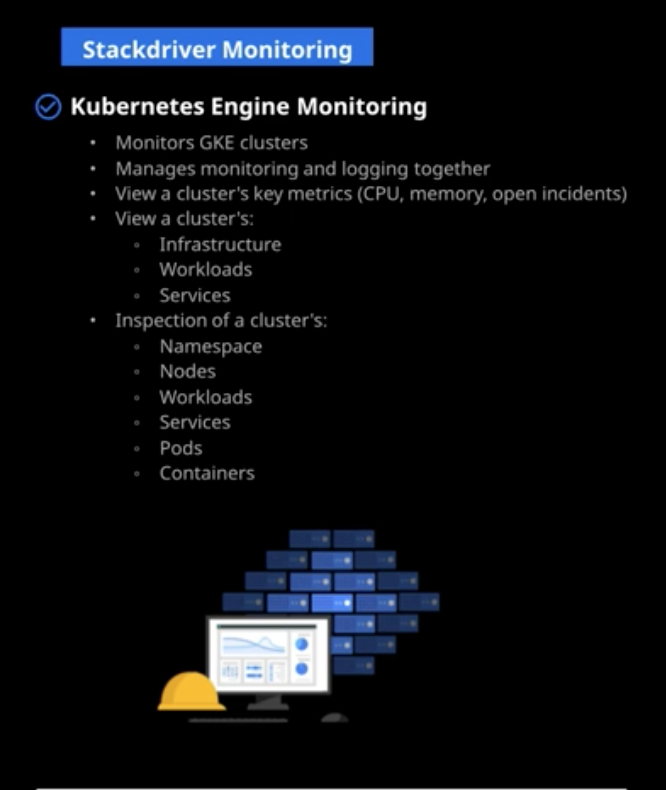 Stackdriver Monitoring
Kubernetes Engine Monitoring
• Monitors GKE clusters
• Manages monitoring and logging together
• View a cluster's key metrics (CPU, memory, open incidents)
• View a cluster's:
◦ Infrastructure
◦ Workloads
◦ Services
• Inspection of a cluster's:
◦ Namespace
◦ Nodes
◦ Workloads
◦ Services
◦ Pods
◦ Containers